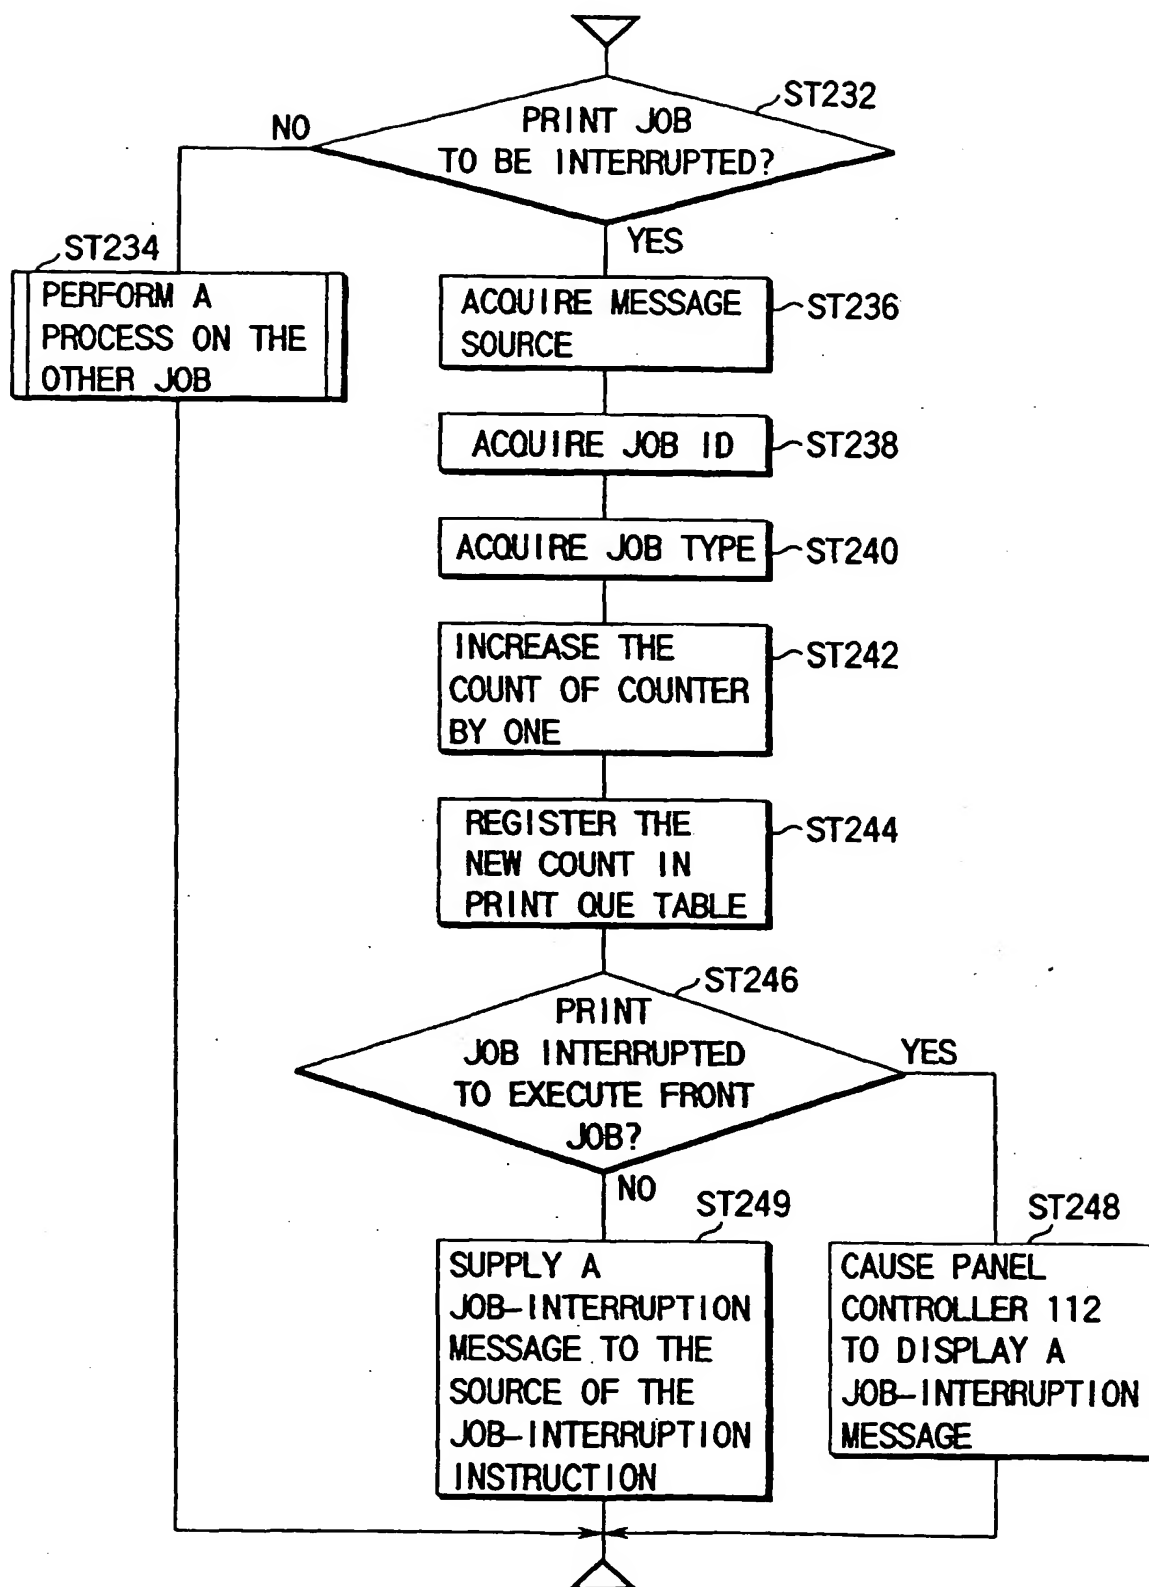 ST232
PRINT JOB
TO BE INTERRUPTED?
NO
YES
ST234
PERFORM A
PROCESS ON THE
OTHER JOB
ACQUIRE MESSAGE
SOURCE
ST236
ACQUIRE JOB ID
ST238
ACQUIRE JOB TYPE
ST240
INCREASE THE
COUNT OF COUNTER
BY ONE
ST242
REGISTER THE
NEW COUNT IN
PRINT QUE TABLE
ST244
ST246
PRINT
JOB INTERRUPTED
TO EXECUTE FRONT
JOB?
YES
NO
ST249
SUPPLY A
JOB-INTERRUPTION
MESSAGE TO THE
SOURCE OF THE
JOB-INTERRUPTION
INSTRUCTION
ST248
CAUSE PANEL
CONTROLLER 112
TO DISPLAY A
JOB-INTERRUPTION
MESSAGE